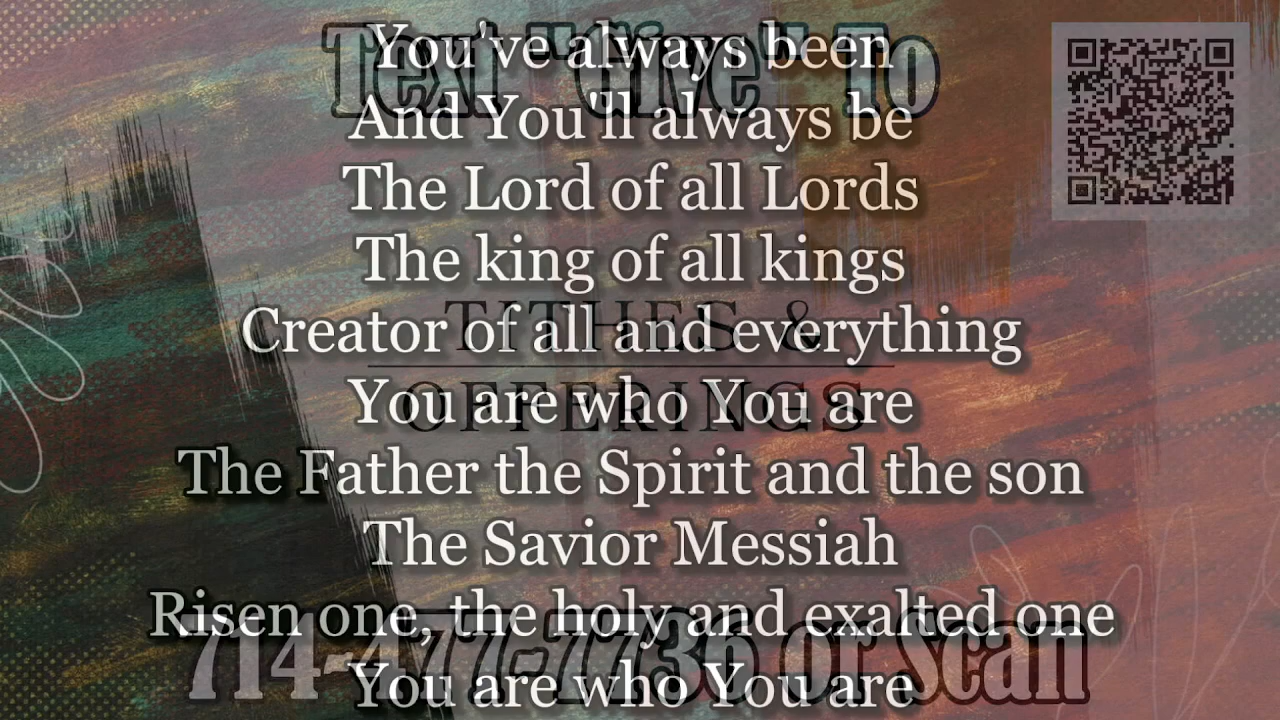 Text "Give" To
You've always been
And You'll always be
The Lord of all Lords
The king of all kings
TITHES &
Creator of all and everything
OFFERINGS
You are who You are
The Father the Spirit and the son
The Savior Messiah
Risen one, the holy and exalted one
714-477-7736 or Scan
You are who You are